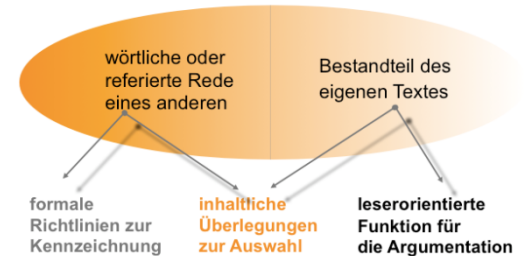 wörtliche oder
referierte Rede
eines anderen
Bestandteil des
eigenen Textes
formale
Richtlinien zur
Kennzeichnung
inhaltliche
Überlegungen
zur Auswahl
leserorientierte
Funktion für
die Argumentation